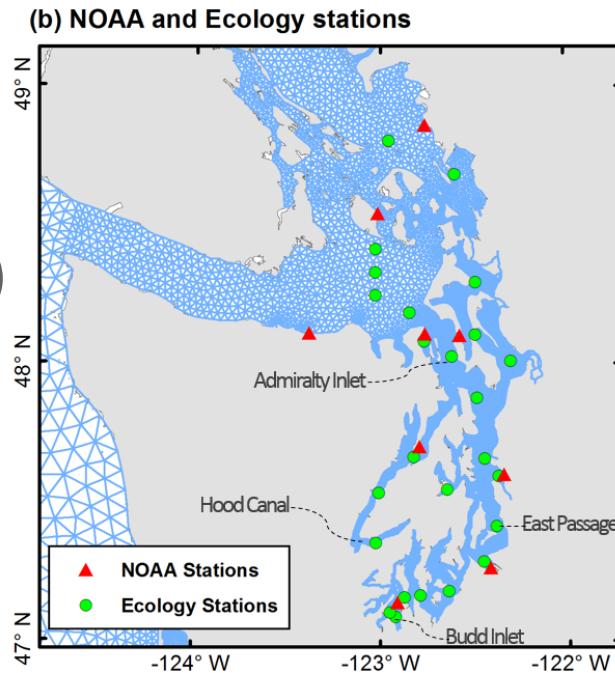 (b) NOAA and Ecology stations
49° N
48° N
Admiralty Inlet
Hood Canal
East Passage
NOAA Stations
Ecology Stations
Budd Inlet
47° N
-124° W
-123° W
-122° W